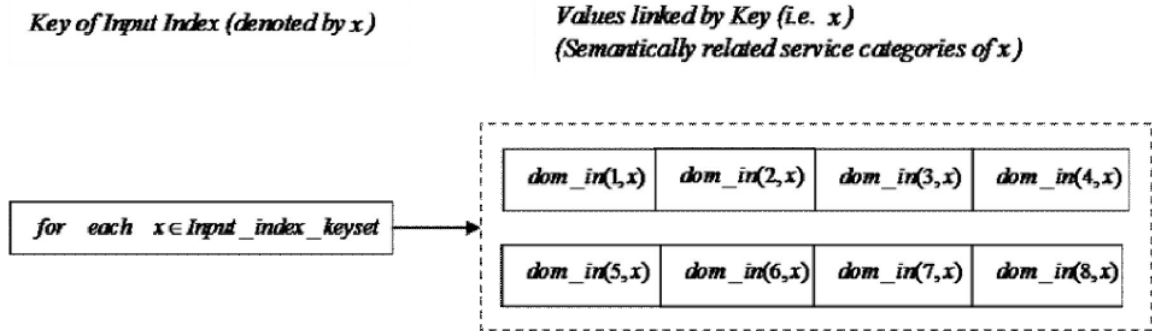 Key of Input Index (denoted by x)
Values linked by Key (i.e. x)
(Semantically related service categories of x)
for each x∈Input_index_keyset
dom_in(1,x) dom_in(2,x) dom_in(3,x) dom_in(4,x)
dom_in(5,x) dom_in(6,x) dom_in(7,x) dom_in(8,x)